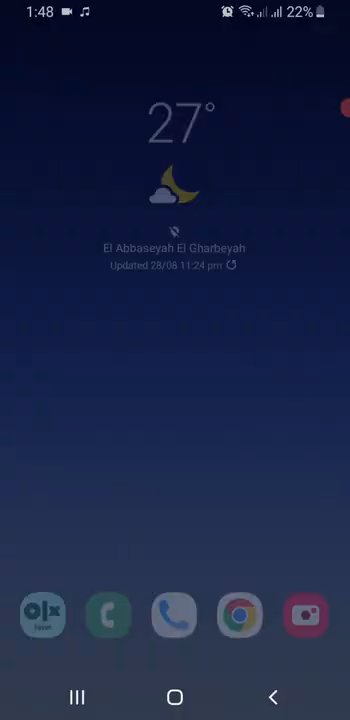 1:48 22%
27°
El Abbaseyah El Gharbeyah
Updated 28/08 11:24 pm
olx